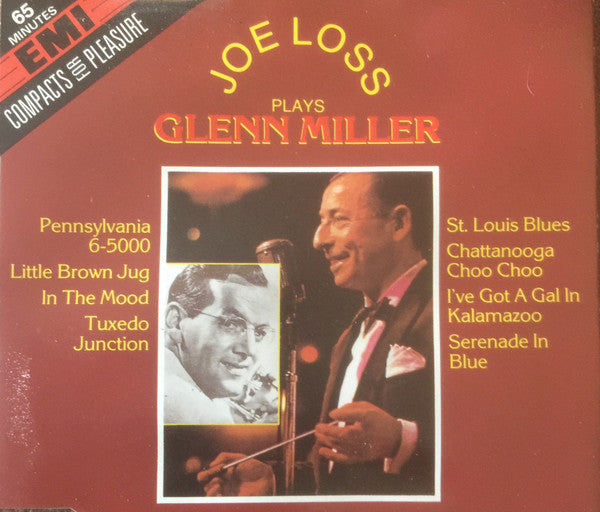 65
MINUTES
EMI
COMPACTS FOR PLEASURE
JOE LOSS
PLAYS
GLENN MILLER
Pennsylvania
6-5000
Little Brown Jug
In The Mood
Tuxedo
Junction
St. Louis Blues
Chattanooga
Choo Choo
I've Got A Gal In
Kalamazoo
Serenade In
Blue